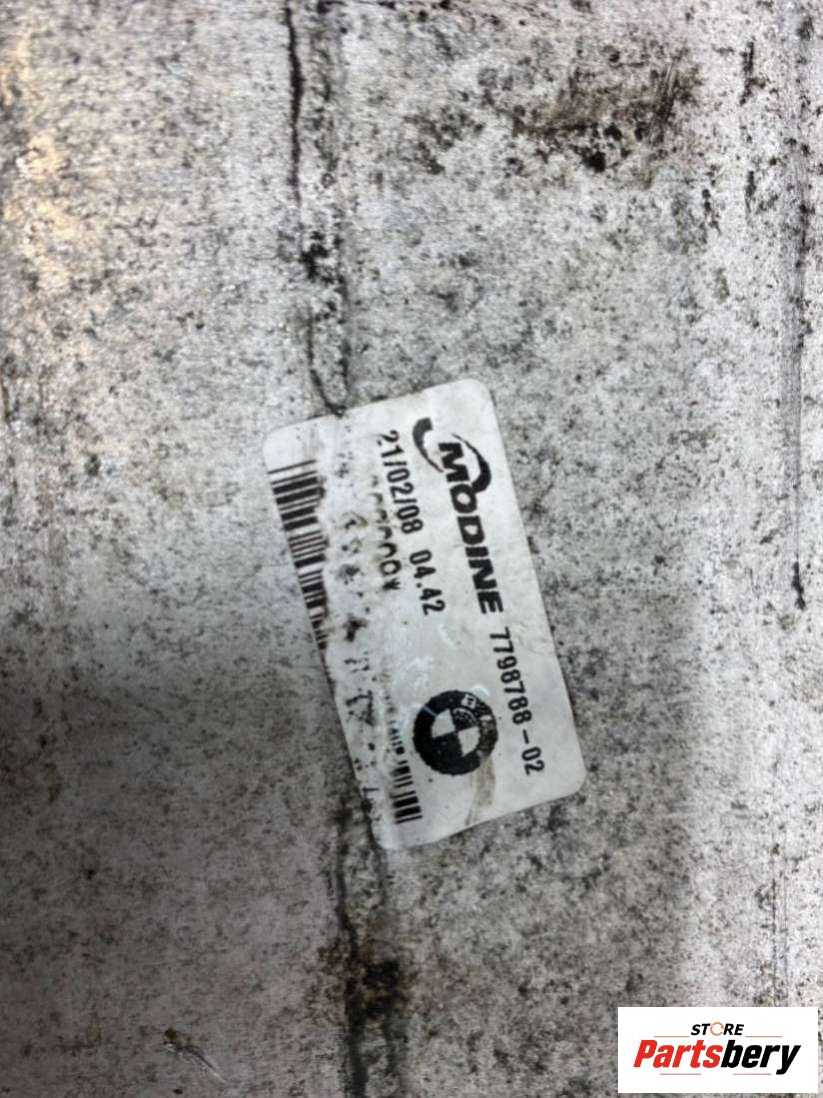 MODINE 7798788-02
21/02/08 04.42
STORE
Partsbery